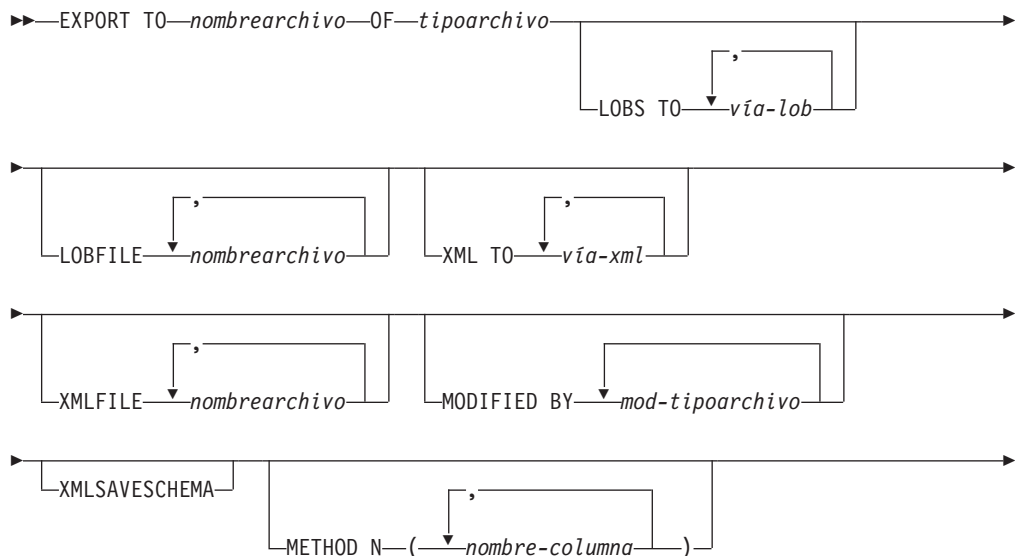 EXPORT TO nombrearchivo OF tipoarchivo
,
LOBS TO vía-lob
, ,
LOBFILE nombrearchivo XML TO vía-xml
,
XMLFILE nombrearchivo MODIFIED BY mod-tipoarchivo
XMLSAVESCHEMA ,
METHOD N ( nombre-columna )